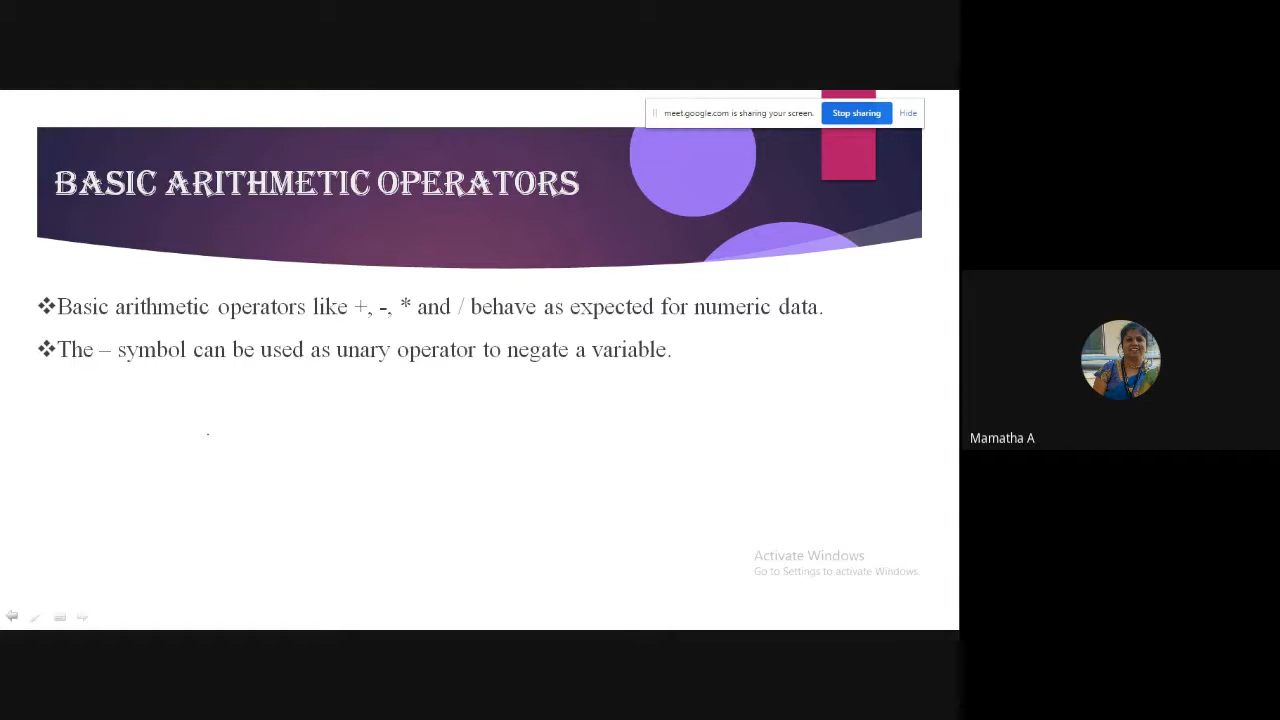 meet.google.com is sharing your screen. Stop sharing Hide
BASIC ARITHMETIC OPERATORS
❖Basic arithmetic operators like +, -, * and / behave as expected for numeric data.
❖The – symbol can be used as unary operator to negate a variable.
Mamatha A
Activate Windows
Go to Settings to activate Windows.